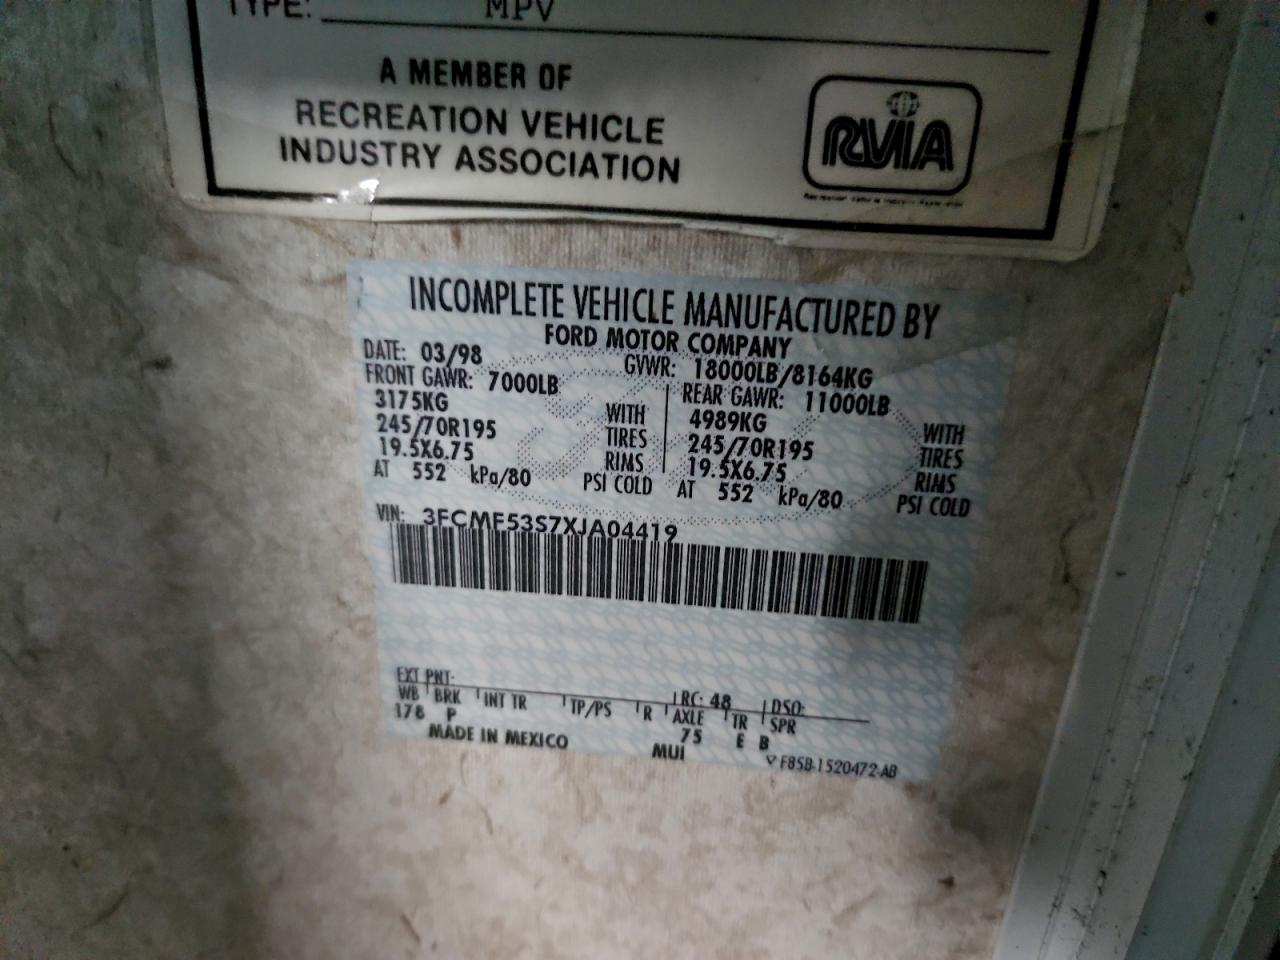 TYPE: MPV
A MEMBER OF
RECREATION VEHICLE
INDUSTRY ASSOCIATION
RVIA
INCOMPLETE VEHICLE MANUFACTURED BY
FORD MOTOR COMPANY
DATE: 03/98 GVWR: 18000LB/8164KG
FRONT GAWR: 7000LB REAR GAWR: 11000LB
3175KG WITH 4989KG WITH
245/70R195 TIRES 245/70R195 TIRES
19.5X6.75 RIMS 19.5X6.75 RIMS
AT 552 kPa/80 PSI COLD AT 552 kPa/80 PSI COLD
VIN: 3FCMF53S7XJA04419
EXT PNT: RC: 48 DSO:
WB BRK INT TR TP/PS R AXLE TR SPR
178 P 75 E B
MADE IN MEXICO MUI
F85B-1520472-AB